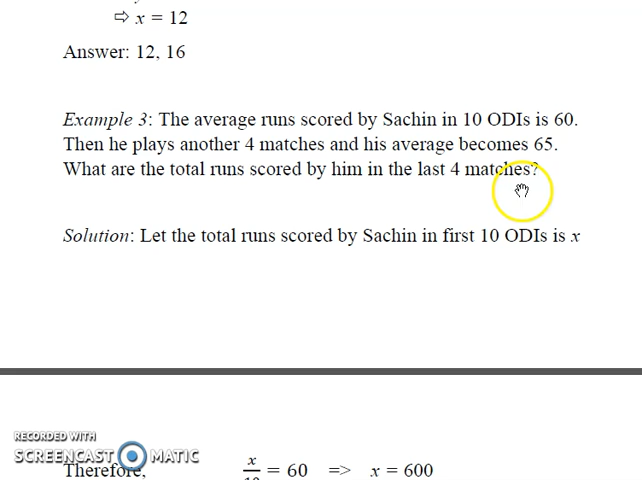 ⇨ x = 12
Answer: 12, 16
Example 3: The average runs scored by Sachin in 10 ODIs is 60.
Then he plays another 4 matches and his average becomes 65.
What are the total runs scored by him in the last 4 matches?
Solution: Let the total runs scored by Sachin in first 10 ODIs is x
RECORDED WITH
SCREENCAST MATIC
Therefore, x/10 = 60 => x = 600